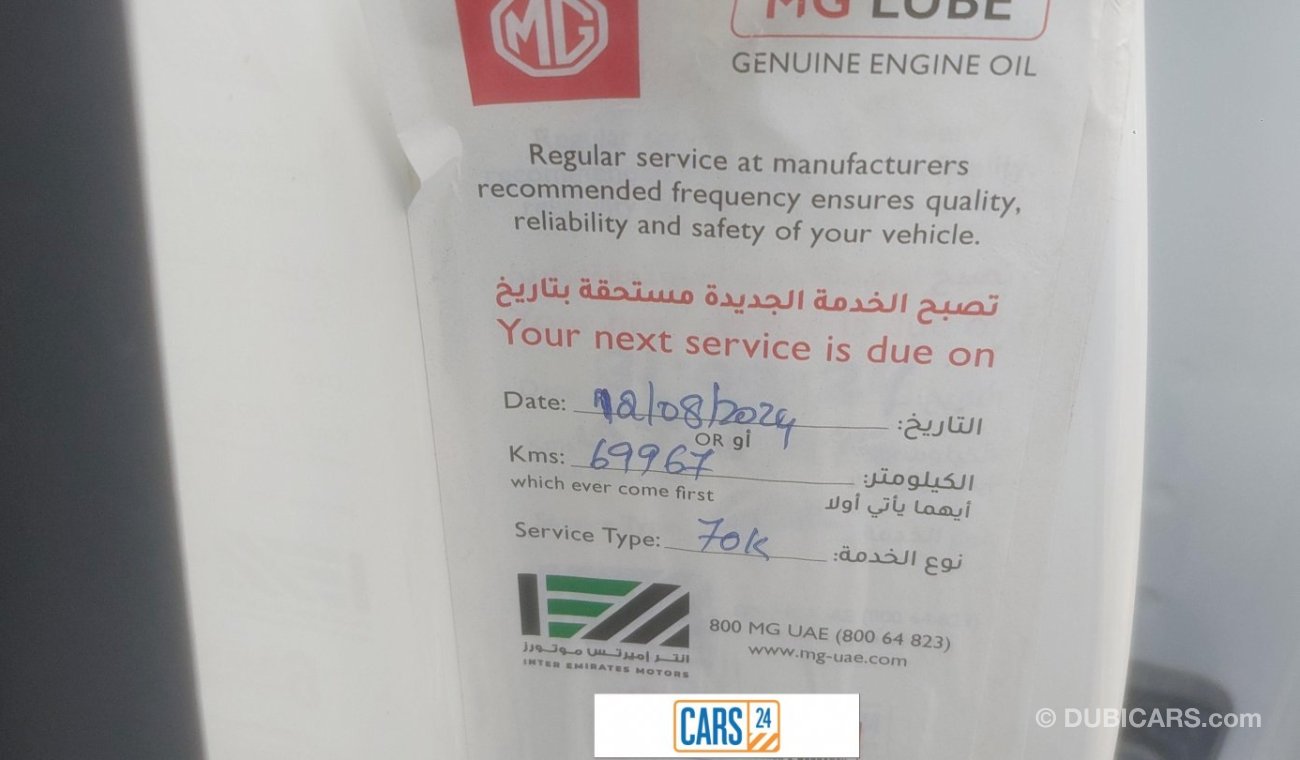 MG
MG LUBE
GENUINE ENGINE OIL
Regular service at manufacturers
recommended frequency ensures quality,
reliability and safety of your vehicle.
تصبح الخدمة الجديدة مستحقة بتاريخ
Your next service is due on
Date: 12/08/2024 التاريخ:
OR أو
Kms: 69967 الكيلومتر:
which ever come first أيهما يأتي أولا
Service Type: 70k نوع الخدمة:
800 MG UAE (800 64 823)
www.mg-uae.com
انتر إميرتس موتورز
INTER EMIRATES MOTORS
CARS 24
© DUBICARS.com